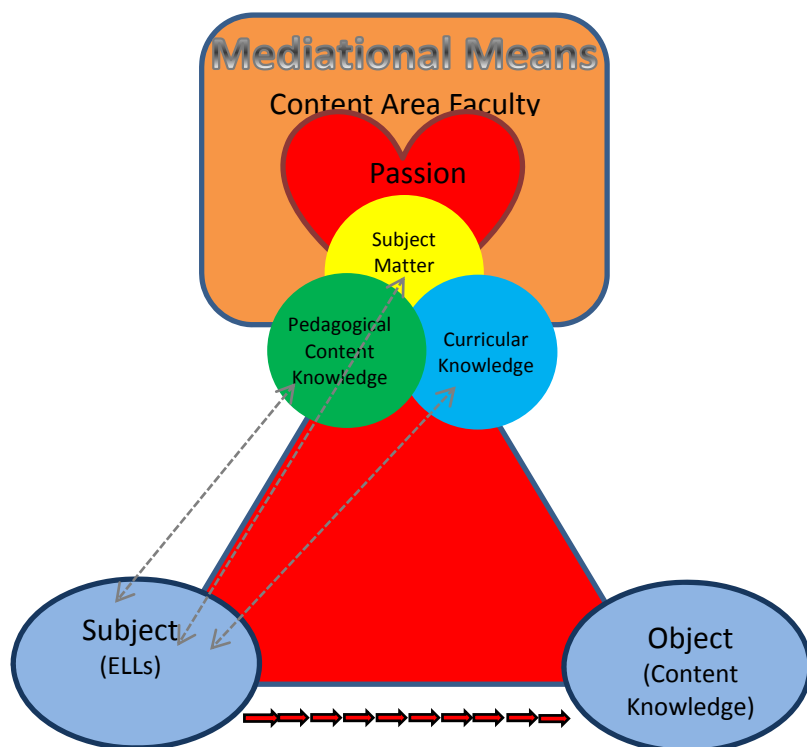 Mediational Means
Content Area Faculty
Passion
Subject
Matter
Pedagogical
Content
Knowledge
Curricular
Knowledge
Subject
(ELLs)
Object
(Content
Knowledge)